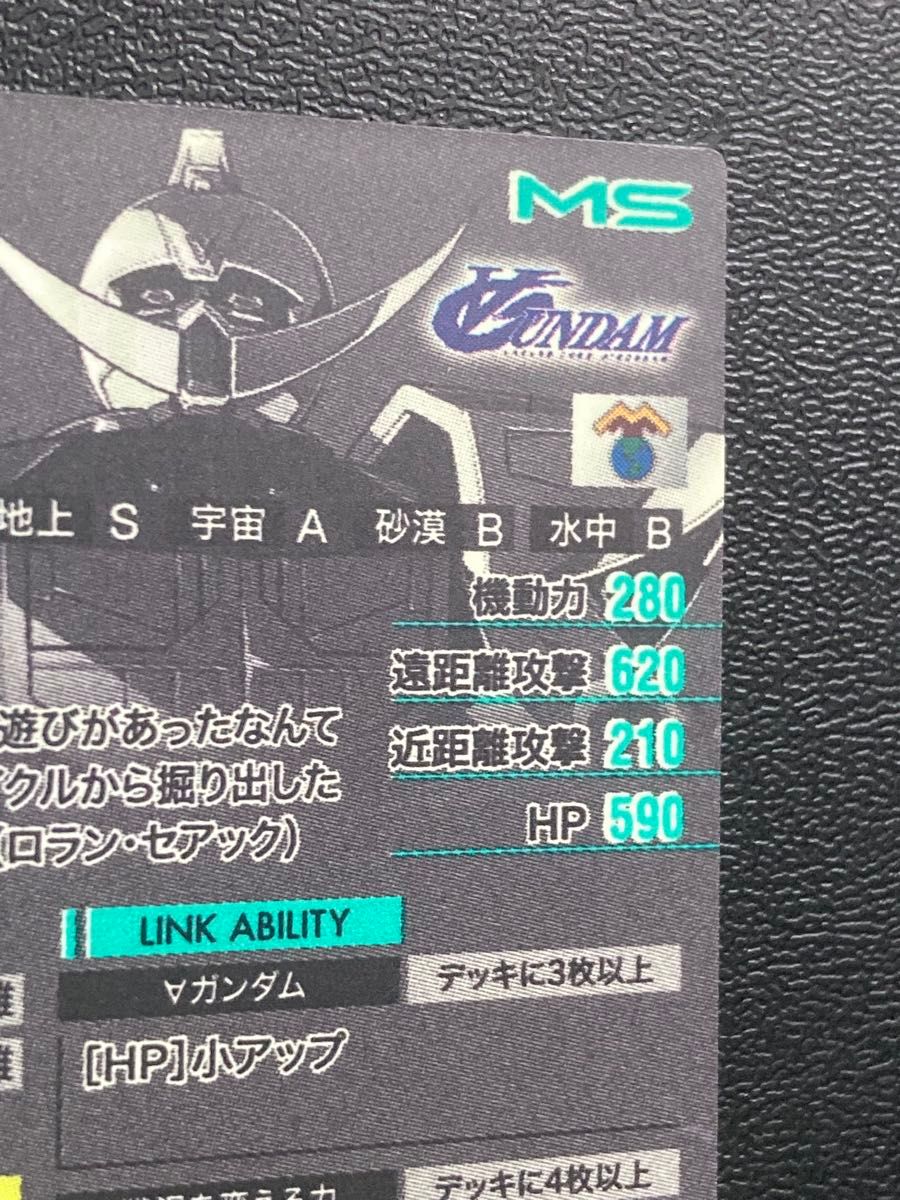 MS
∀GUNDAM
地上 S 宇宙 A 砂漠 B 水中 B
機動力 280
遠距離攻撃 620
近距離攻撃 210
HP 590
遊びがあったなんて
クルから掘り出した
(ロラン・セアック)
LINK ABILITY
∀ガンダム デッキに3枚以上
[HP]小アップ
デッキに4枚以上